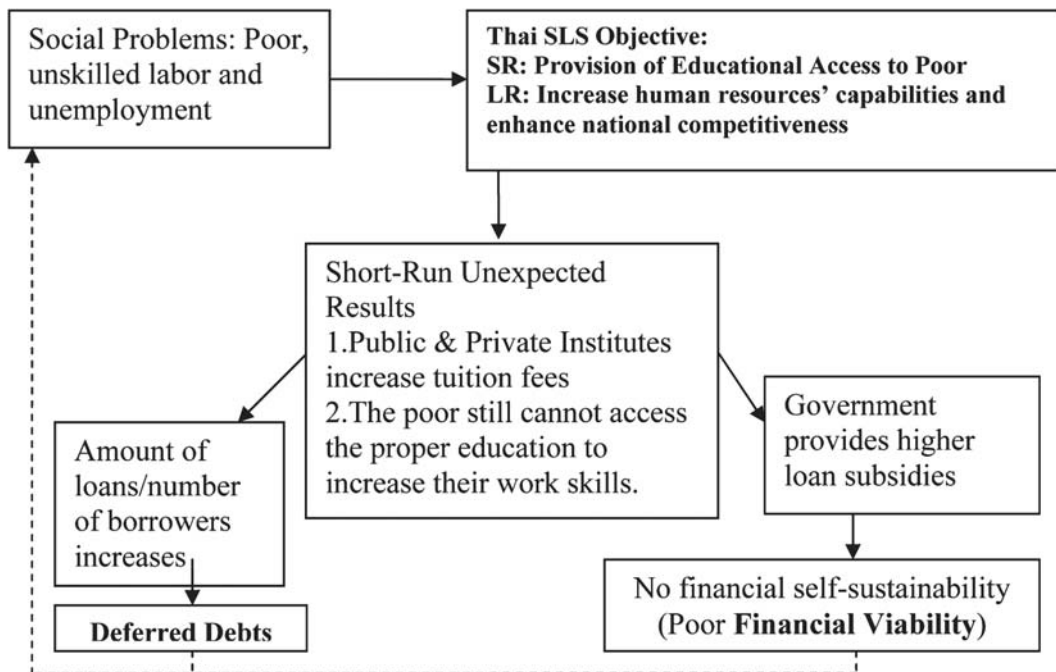 Social Problems: Poor,
unskilled labor and
unemployment
Thai SLS Objective:
SR: Provision of Educational Access to Poor
LR: Increase human resources’ capabilities and
enhance national competitiveness
Short-Run Unexpected
Results
1.Public & Private Institutes
increase tuition fees
2.The poor still cannot access
the proper education to
increase their work skills.
Amount of
loans/number
of borrowers
increases
Government
provides higher
loan subsidies
Deferred Debts
No financial self-sustainability
(Poor Financial Viability)